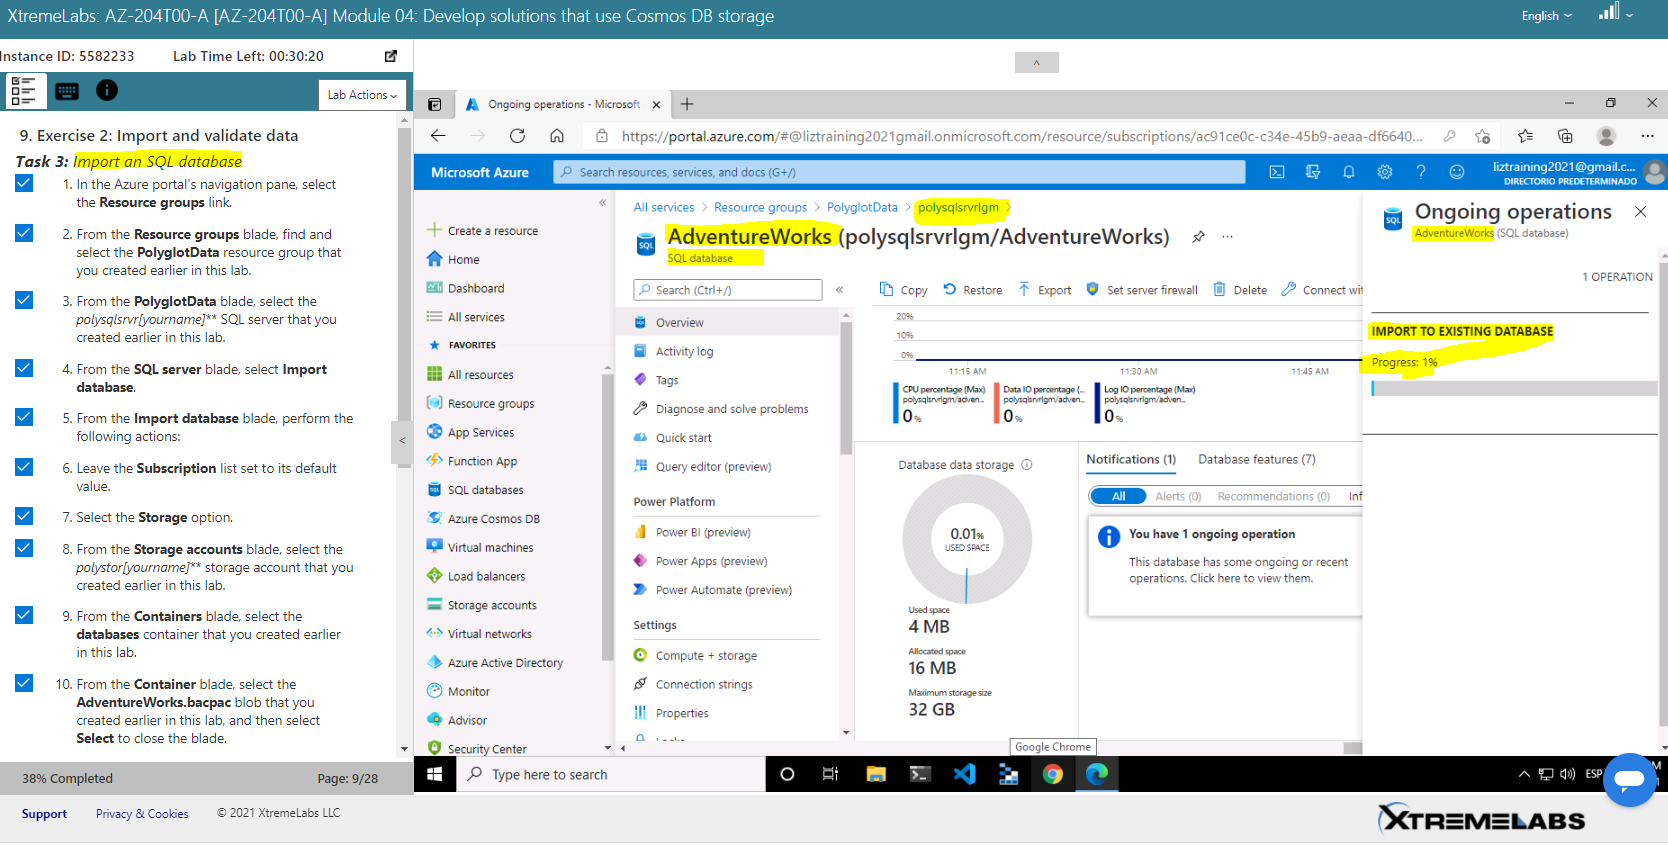 XtremeLabs: AZ-204T00-A [AZ-204T00-A] Module 04: Develop solutions that use Cosmos DB storage
English
Instance ID: 5582233
Lab Time Left: 00:30:20
Lab Actions
9. Exercise 2: Import and validate data
Task 3: Import an SQL database
1. In the Azure portal's navigation pane, select
the Resource groups link.
2. From the Resource groups blade, find and
select the PolyglotData resource group that
you created earlier in this lab.
3. From the PolyglotData blade, select the
polysqlsrvr[yourname]** SQL server that you
created earlier in this lab.
4. From the SQL server blade, select Import
database.
5. From the Import database blade, perform the
following actions:
6. Leave the Subscription list set to its default
value.
7. Select the Storage option.
8. From the Storage accounts blade, select the
polystor[yourname]** storage account that you
created earlier in this lab.
9. From the Containers blade, select the
databases container that you created earlier
in this lab.
10. From the Container blade, select the
AdventureWorks.bacpac blob that you
created earlier in this lab, and then select
Select to close the blade.
38% Completed
Page: 9/28
Ongoing operations - Microsoft
https://portal.azure.com/#@liztraining2021gmail.onmicrosoft.com/resource/subscriptions/ac91ce0c-c34e-45b9-aeaa-df6640...
Microsoft Azure
Search resources, services, and docs (G+/)
liztraining2021@gmail.c...
DIRECTORIO PREDETERMINADO
Create a resource
Home
Dashboard
All services
FAVORITES
All resources
Resource groups
App Services
Function App
SQL databases
Azure Cosmos DB
Virtual machines
Load balancers
Storage accounts
Virtual networks
Azure Active Directory
Monitor
Advisor
Security Center
All services > Resource groups > PolyglotData > polysqlsrvrlgm >
SQL
AdventureWorks (polysqlsrvrlgm/AdventureWorks)
SQL database
Search (Ctrl+/)
Overview
Activity log
Tags
Diagnose and solve problems
Quick start
Query editor (preview)
Power Platform
Power BI (preview)
Power Apps (preview)
Power Automate (preview)
Settings
Compute + storage
Connection strings
Properties
Copy
Restore
Export
Set server firewall
Delete
Connect wit
20%
10%
0%
11:15 AM
11:30 AM
11:45 AM
CPU percentage (Max)
polysqlsrvrlgm/adven...
0 %
Data IO percentage (...
polysqlsrvrlgm/adven...
0 %
Log IO percentage (Max)
polysqlsrvrlgm/adven...
0 %
Database data storage
0.01%
USED SPACE
Used space
4 MB
Allocated space
16 MB
Maximum storage size
32 GB
Notifications (1)
Database features (7)
All
Alerts (0)
Recommendations (0)
Inf
You have 1 ongoing operation
This database has some ongoing or recent
operations. Click here to view them.
Google Chrome
SQL
Ongoing operations
AdventureWorks (SQL database)
1 OPERATION
IMPORT TO EXISTING DATABASE
Progress: 1%
Type here to search
ESP
Support
Privacy & Cookies
© 2021 XtremeLabs LLC
XTREMELABS